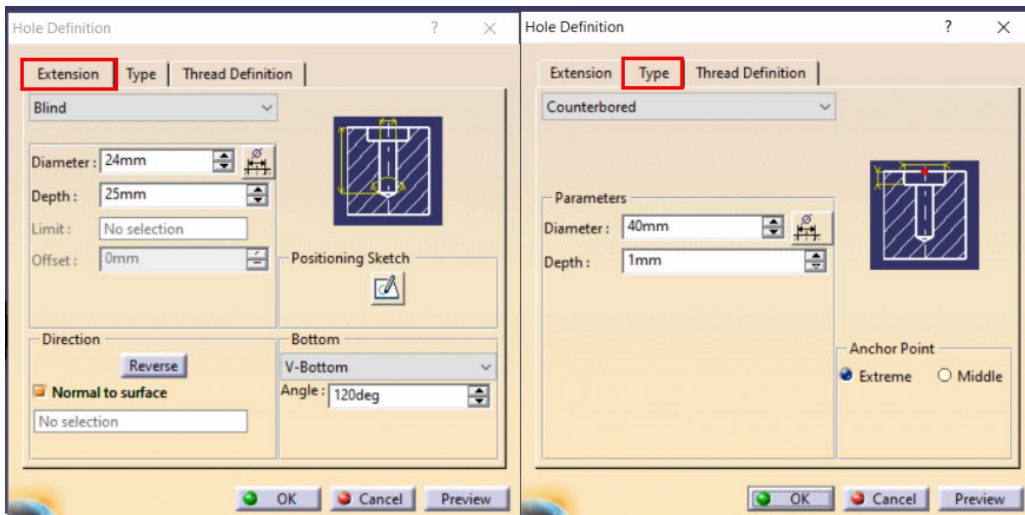 Hole Definition ? ×
Extension Type Thread Definition
Blind
Diameter : 24mm
Depth : 25mm
Limit : No selection
Offset : 0mm
Positioning Sketch
Direction
Reverse
Normal to surface
No selection
Bottom
V-Bottom
Angle : 120deg
OK Cancel Preview
Hole Definition ? ×
Extension Type Thread Definition
Counterbored
Parameters
Diameter : 40mm
Depth : 1mm
Anchor Point
Extreme Middle
OK Cancel Preview